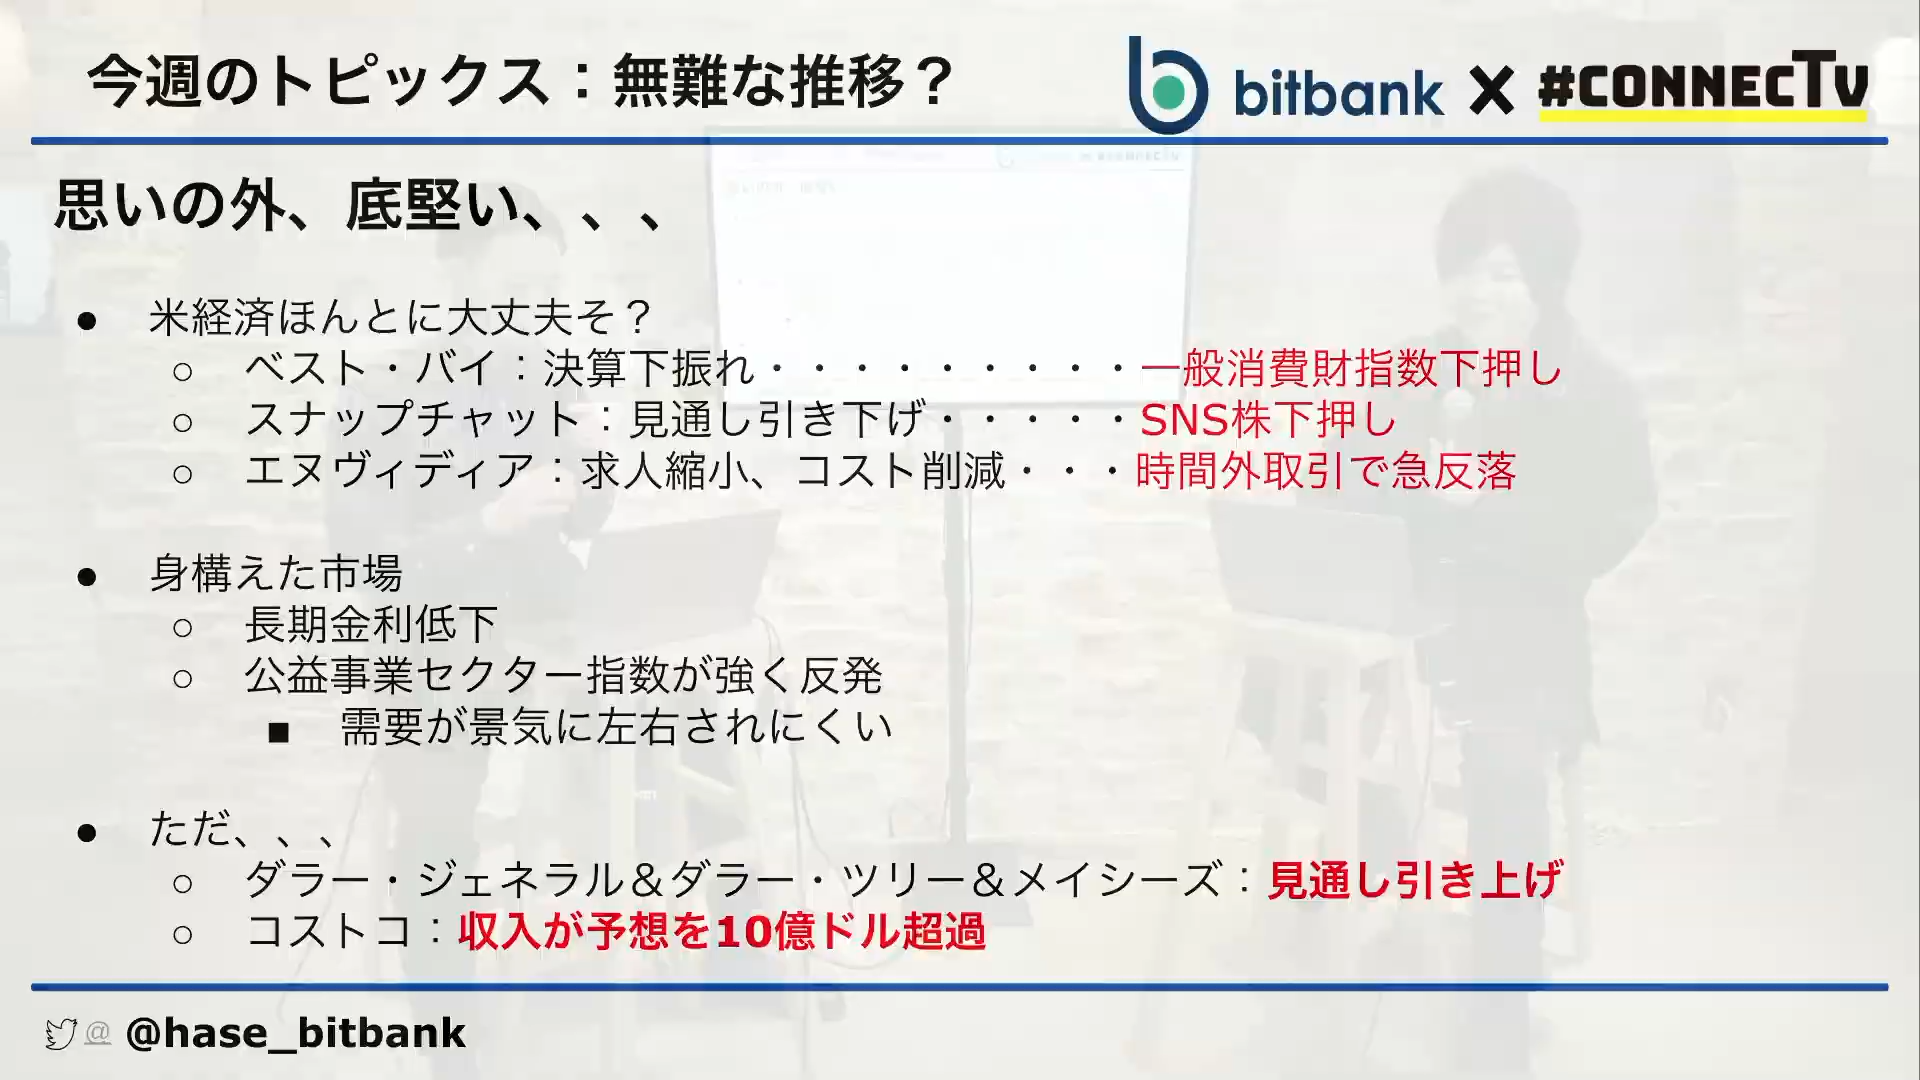 今週のトピックス：無難な推移？
bitbank × #CONNECTV
思いの外、底堅い、、、
● 米経済ほんとに大丈夫そ？
○ ベスト・バイ：決算下振れ・・・・・・・・・一般消費財指数下押し
○ スナップチャット：見通し引き下げ・・・・・SNS株下押し
○ エヌヴィディア：求人縮小、コスト削減・・・時間外取引で急反落
● 身構えた市場
○ 長期金利低下
○ 公益事業セクター指数が強く反発
■ 需要が景気に左右されにくい
● ただ、、、
○ ダラー・ジェネラル＆ダラー・ツリー＆メイシーズ：見通し引き上げ
○ コストコ：収入が予想を10億ドル超過
@ @hase_bitbank